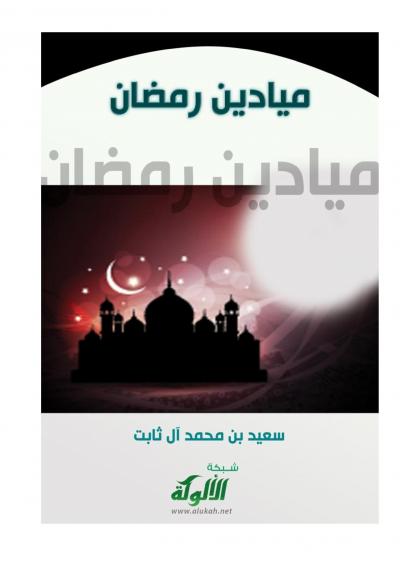 ميادين رمضان
ميادين رمضان
سعيد بن محمد آل ثابت
شبكة
الألوكة
www.alukah.net